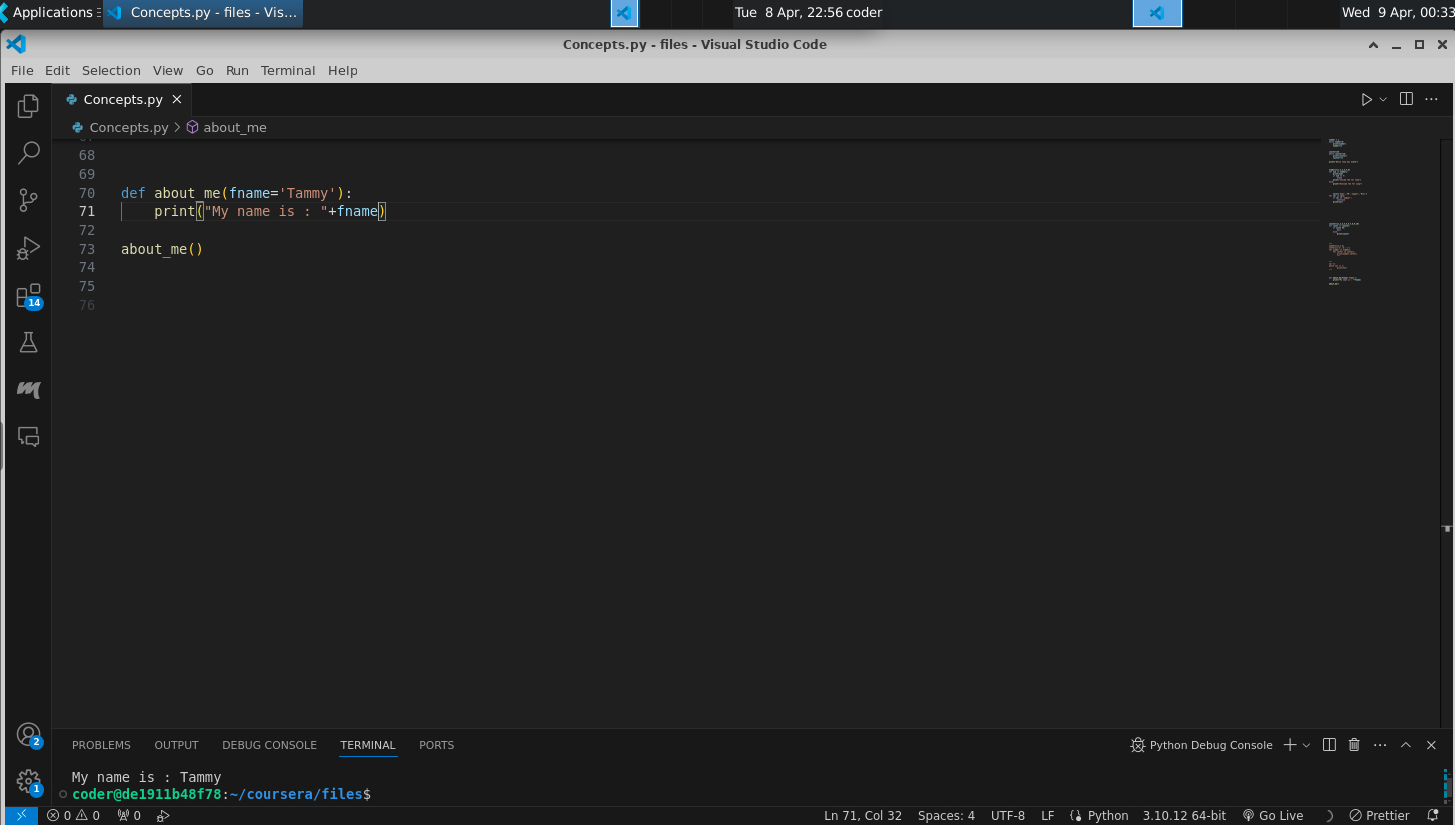 Applications
Concepts.py - files - Vis...
Tue 8 Apr, 22:56 coder
Wed 9 Apr, 00:33
Concepts.py - files - Visual Studio Code
File Edit Selection View Go Run Terminal Help
Concepts.py
Concepts.py > about_me
68
69
70 def about_me(fname='Tammy'):
71 print("My name is : "+fname)
72
73 about_me()
74
75
76
14
2
1
PROBLEMS OUTPUT DEBUG CONSOLE TERMINAL PORTS
Python Debug Console
My name is : Tammy
coder@de1911b48f78:~/coursera/files$
0 0 0
Ln 71, Col 32 Spaces: 4 UTF-8 LF Python 3.10.12 64-bit Go Live Prettier